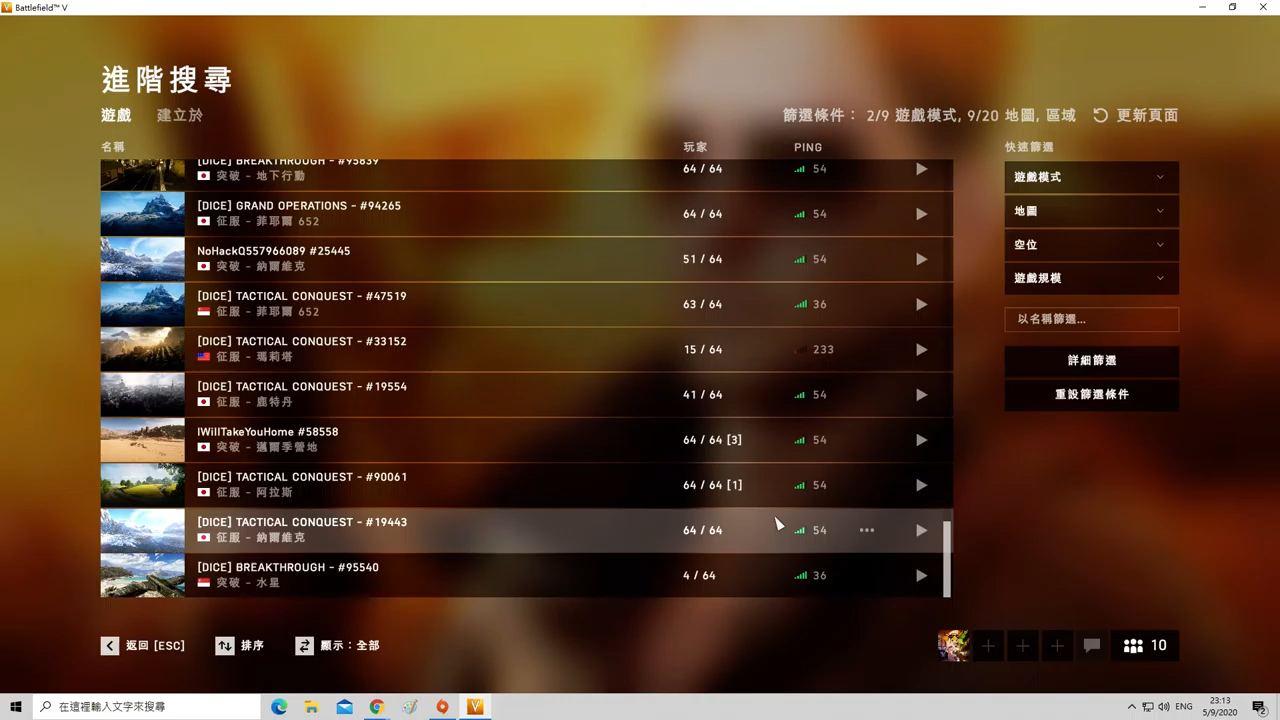 Battlefield™ V
進階搜尋
遊戲 建立於
篩選條件： 2/9 遊戲模式, 9/20 地圖, 區域 更新頁面
名稱 玩家 PING 快速篩選
[DICE] BREAKTHROUGH - #95839
突破 - 地下行動
64 / 64 54
[DICE] GRAND OPERATIONS - #94265
征服 - 菲耶爾 652
64 / 64 54
NoHackQ557966089 #25445
突破 - 納爾維克
51 / 64 54
[DICE] TACTICAL CONQUEST - #47519
征服 - 菲耶爾 652
63 / 64 36
[DICE] TACTICAL CONQUEST - #33152
征服 - 瑪莉塔
15 / 64 233
[DICE] TACTICAL CONQUEST - #19554
征服 - 鹿特丹
41 / 64 54
IWillTakeYouHome #58558
突破 - 邁爾季營地
64 / 64 [3] 54
[DICE] TACTICAL CONQUEST - #90061
征服 - 阿拉斯
64 / 64 [1] 54
[DICE] TACTICAL CONQUEST - #19443
征服 - 納爾維克
64 / 64 54
[DICE] BREAKTHROUGH - #95540
突破 - 水星
4 / 64 36
遊戲模式
地圖
空位
遊戲規模
以名稱篩選...
詳細篩選
重設篩選條件
返回 [ESC] 排序 顯示：全部
10
在這裡輸入文字來搜尋
ENG
23:13
5/9/2020
2